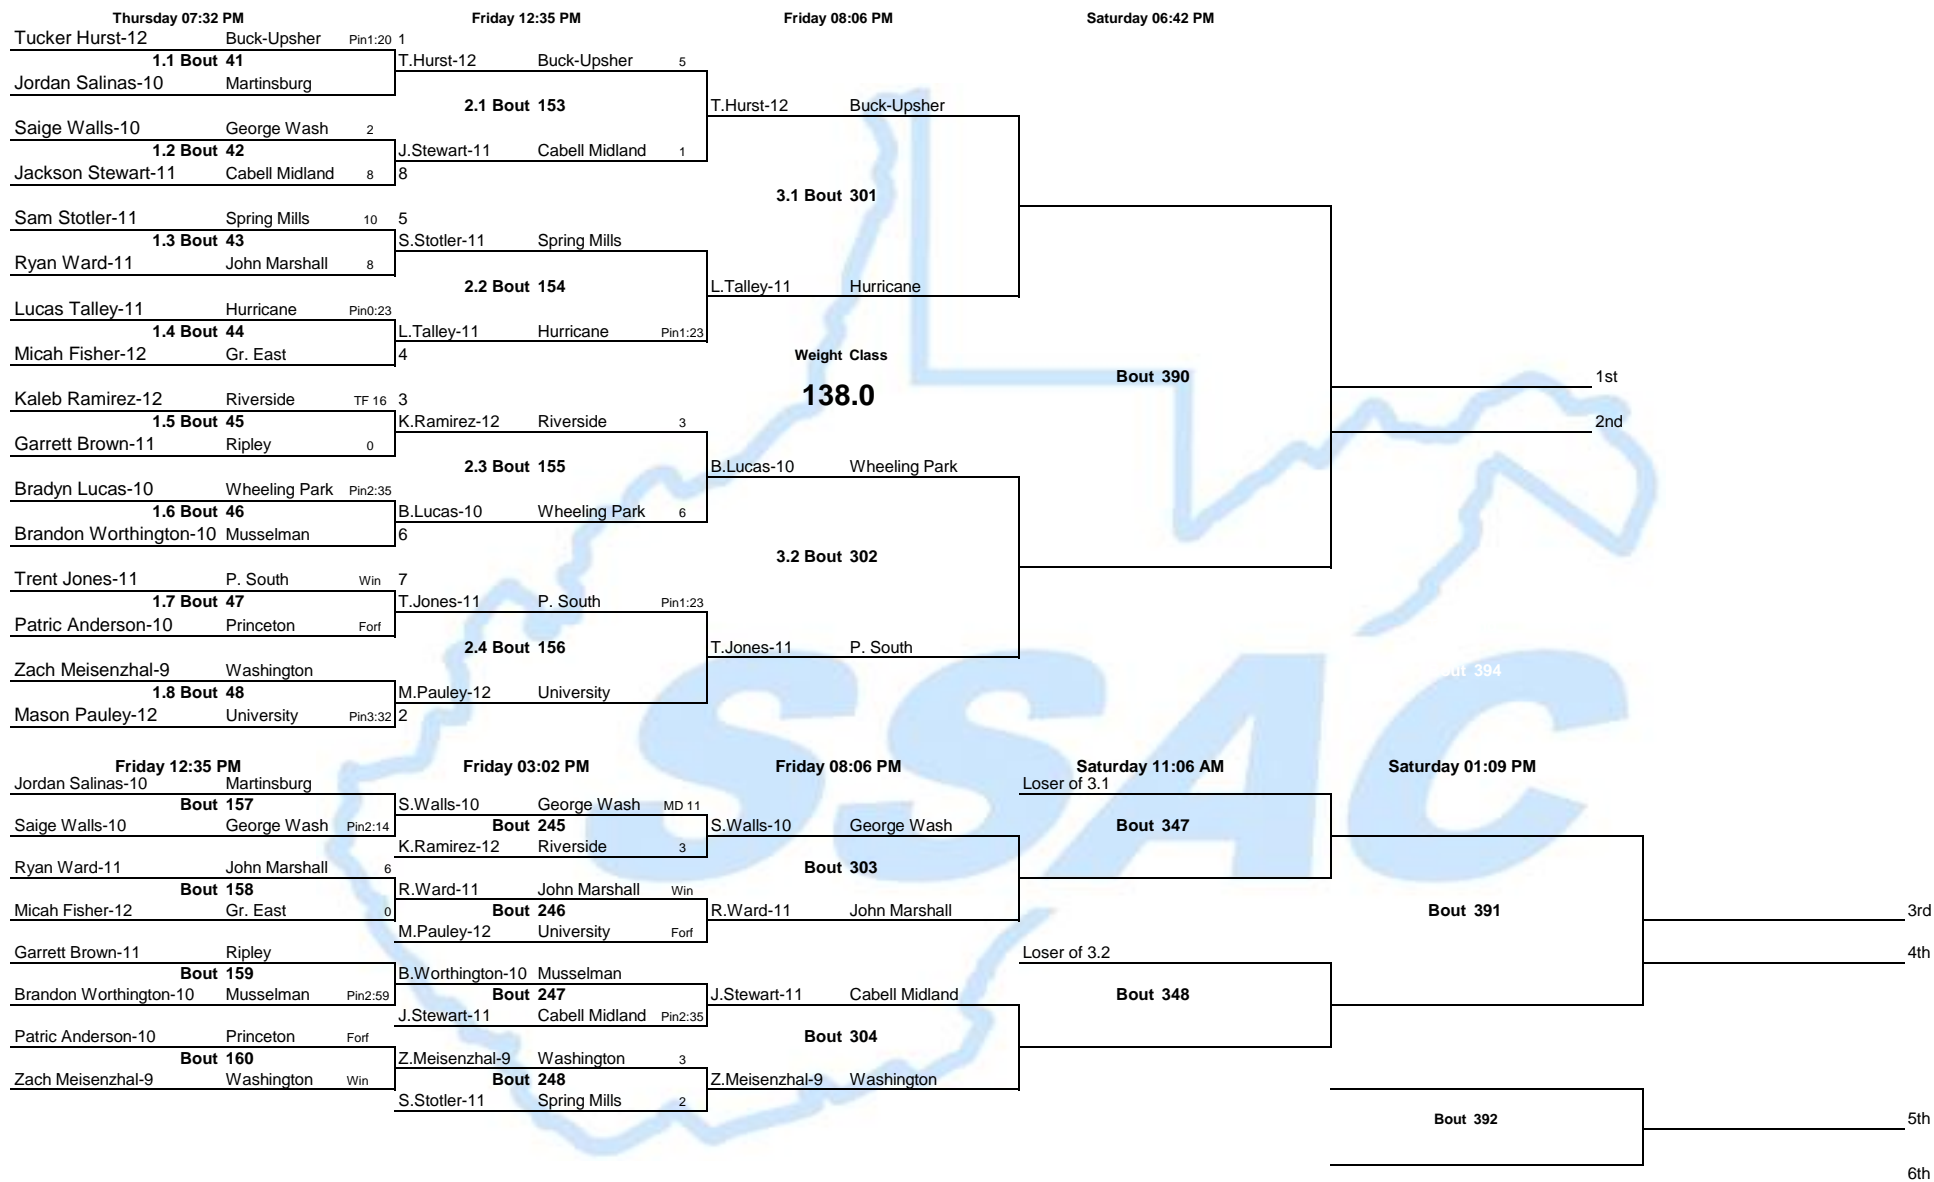 Thursday 07:32 PM Friday 12:35 PM Friday 08:06 PM Saturday 06:42 PM
Tucker Hurst-12 Buck-Upsher Pin1:20 1
1.1 Bout 41 T.Hurst-12 Buck-Upsher 5
Jordan Salinas-10 Martinsburg
2.1 Bout 153 T.Hurst-12 Buck-Upsher
Saige Walls-10 George Wash 2
1.2 Bout 42 J.Stewart-11 Cabell Midland 1
Jackson Stewart-11 Cabell Midland 8 8
3.1 Bout 301
Sam Stotler-11 Spring Mills 10 5
1.3 Bout 43 S.Stotler-11 Spring Mills
Ryan Ward-11 John Marshall 8
2.2 Bout 154 L.Talley-11 Hurricane
Lucas Talley-11 Hurricane Pin0:23
1.4 Bout 44 L.Talley-11 Hurricane Pin1:23
Micah Fisher-12 Gr. East 4 Weight Class
Bout 390 1st
Kaleb Ramirez-12 Riverside TF 16 3 138.0
1.5 Bout 45 K.Ramirez-12 Riverside 3 2nd
Garrett Brown-11 Ripley 0
2.3 Bout 155 B.Lucas-10 Wheeling Park
Bradyn Lucas-10 Wheeling Park Pin2:35
1.6 Bout 46 B.Lucas-10 Wheeling Park 6
Brandon Worthington-10 Musselman 6
3.2 Bout 302
Trent Jones-11 P. South Win 7
1.7 Bout 47 T.Jones-11 P. South Pin1:23
Patric Anderson-10 Princeton Forf
2.4 Bout 156 T.Jones-11 P. South
Zach Meisenzhal-9 Washington 394
1.8 Bout 48 M.Pauley-12 University
Mason Pauley-12 University Pin3:32 2
SSAC
Friday 12:35 PM Friday 03:02 PM Friday 08:06 PM Saturday 11:06 AM Saturday 01:09 PM
Jordan Salinas-10 Martinsburg Loser of 3.1
Bout 157 S.Walls-10 George Wash MD 11
Saige Walls-10 George Wash Pin2:14 Bout 245 S.Walls-10 George Wash Bout 347
K.Ramirez-12 Riverside 3
Ryan Ward-11 John Marshall 6 Bout 303
Bout 158 R.Ward-11 John Marshall Win
Micah Fisher-12 Gr. East 0 Bout 246 R.Ward-11 John Marshall Bout 391 3rd
M.Pauley-12 University Forf
Garrett Brown-11 Ripley Loser of 3.2 4th
Bout 159 B.Worthington-10 Musselman
Brandon Worthington-10 Musselman Pin2:59 Bout 247 J.Stewart-11 Cabell Midland Bout 348
J.Stewart-11 Cabell Midland Pin2:35
Patric Anderson-10 Princeton Forf Bout 304
Bout 160 Z.Meisenzhal-9 Washington 3
Zach Meisenzhal-9 Washington Win Bout 248 Z.Meisenzhal-9 Washington
S.Stotler-11 Spring Mills 2
Bout 392 5th
6th